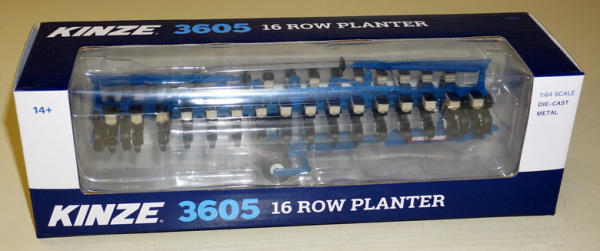 KINZE® 3605 16 ROW PLANTER
14+
1:64 SCALE
DIE-CAST
METAL
KINZE® 3605 16 ROW PLANTER